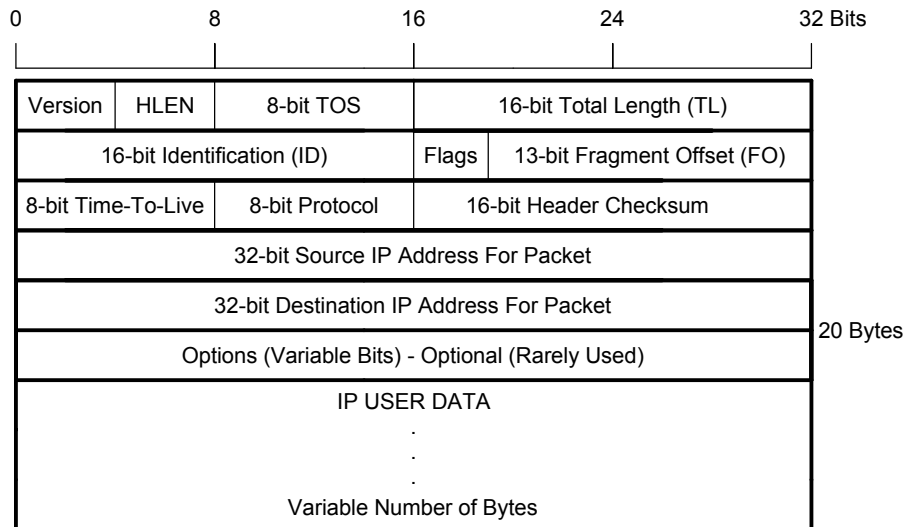 0 8 16 24 32 Bits
Version HLEN 8-bit TOS 16-bit Total Length (TL)
16-bit Identification (ID) Flags 13-bit Fragment Offset (FO)
8-bit Time-To-Live 8-bit Protocol 16-bit Header Checksum
32-bit Source IP Address For Packet
32-bit Destination IP Address For Packet
20 Bytes
Options (Variable Bits) - Optional (Rarely Used)
IP USER DATA
.
.
.
Variable Number of Bytes